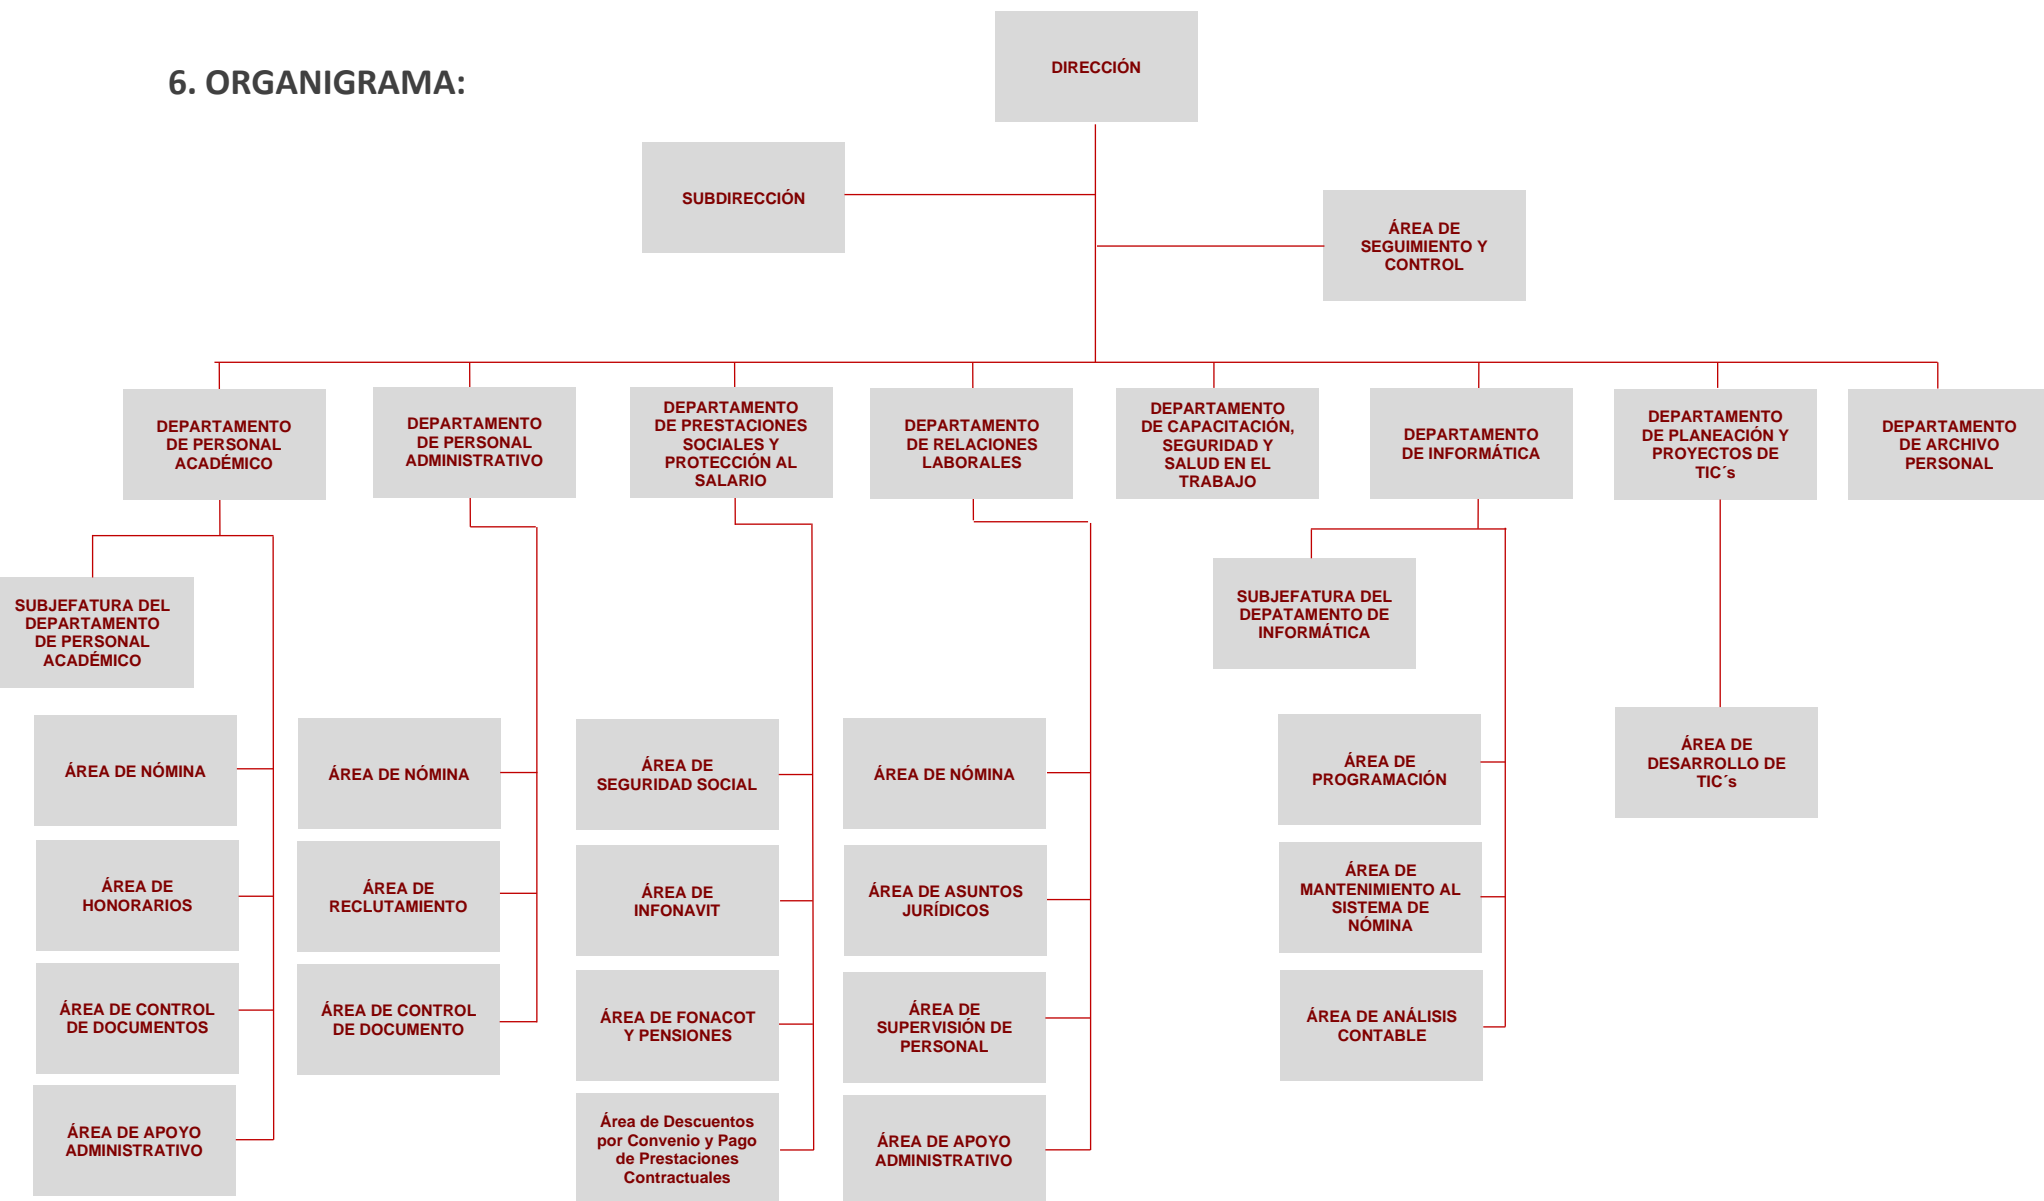 6. ORGANIGRAMA:
DIRECCIÓN
SUBDIRECCIÓN
ÁREA DE
SEGUIMIENTO Y
CONTROL
DEPARTAMENTO
DE PERSONAL
ACADÉMICO
DEPARTAMENTO
DE PERSONAL
ADMINISTRATIVO
DEPARTAMENTO
DE PRESTACIONES
SOCIALES Y
PROTECCIÓN AL
SALARIO
DEPARTAMENTO
DE RELACIONES
LABORALES
DEPARTAMENTO
DE CAPACITACIÓN,
SEGURIDAD Y
SALUD EN EL
TRABAJO
DEPARTAMENTO
DE INFORMÁTICA
DEPARTAMENTO
DE PLANEACIÓN Y
PROYECTOS DE
TIC´s
DEPARTAMENTO
DE ARCHIVO
PERSONAL
SUBJEFATURA DEL
DEPARTAMENTO
DE PERSONAL
ACADÉMICO
SUBJEFATURA DEL
DEPATAMENTO DE
INFORMÁTICA
ÁREA DE NÓMINA
ÁREA DE HONORARIOS
ÁREA DE CONTROL
DE DOCUMENTOS
ÁREA DE APOYO
ADMINISTRATIVO
ÁREA DE NÓMINA
ÁREA DE
RECLUTAMIENTO
ÁREA DE CONTROL
DE DOCUMENTO
ÁREA DE
SEGURIDAD SOCIAL
ÁREA DE
INFONAVIT
ÁREA DE FONACOT
Y PENSIONES
Área de Descuentos
por Convenio y Pago
de Prestaciones
Contractuales
ÁREA DE NÓMINA
ÁREA DE ASUNTOS
JURÍDICOS
ÁREA DE
SUPERVISIÓN DE
PERSONAL
ÁREA DE APOYO
ADMINISTRATIVO
ÁREA DE
PROGRAMACIÓN
ÁREA DE
MANTENIMIENTO AL
SISTEMA DE
NÓMINA
ÁREA DE ANÁLISIS
CONTABLE
ÁREA DE
DESARROLLO DE
TIC´s